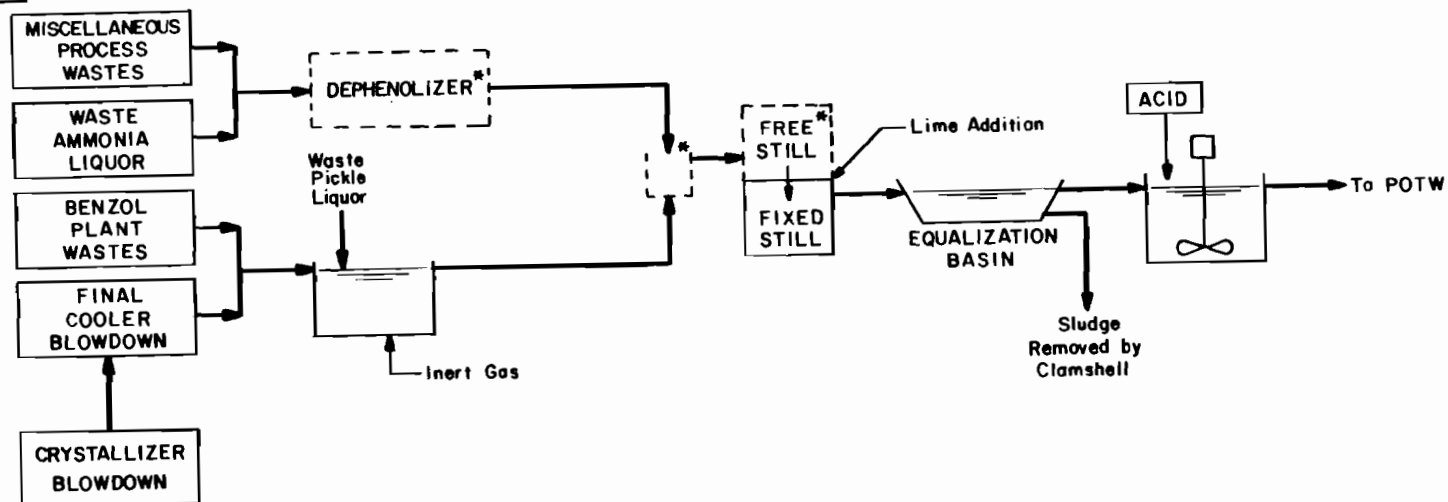 MISCELLANEOUS
PROCESS
WASTES
WASTE
AMMONIA
LIQUOR
DEPHENOLIZER*
BENZOL
PLANT
WASTES
FINAL
COOLER
BLOWDOWN
CRYSTALLIZER
BLOWDOWN
Waste
Pickle
Liquor
Inert Gas
*
FREE*
STILL
FIXED
STILL
Lime Addition
EQUALIZATION
BASIN
Sludge
Removed by
Clamshell
ACID
To POTW